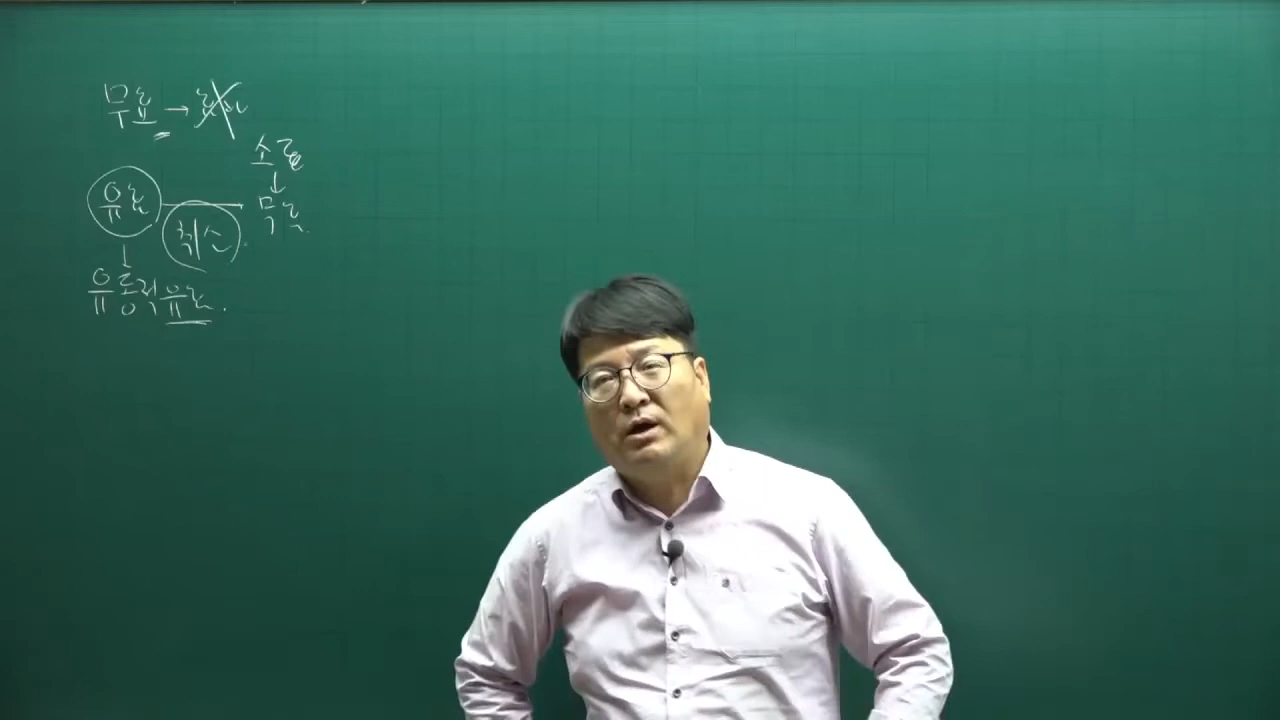 무효 →
소급
↓
유효 취소 무효.
↓
유동적 유효.